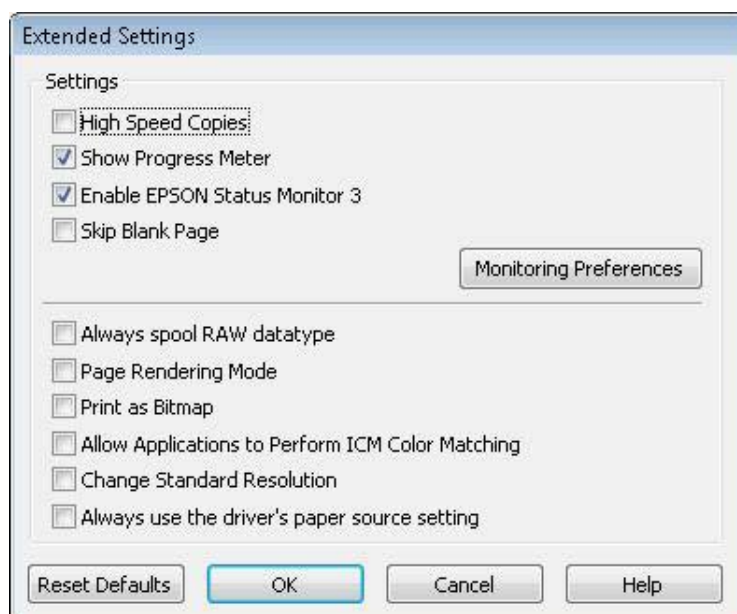 Extended Settings
Settings
High Speed Copies
Show Progress Meter
Enable EPSON Status Monitor 3
Skip Blank Page
Monitoring Preferences
Always spool RAW datatype
Page Rendering Mode
Print as Bitmap
Allow Applications to Perform ICM Color Matching
Change Standard Resolution
Always use the driver's paper source setting
Reset Defaults OK Cancel Help